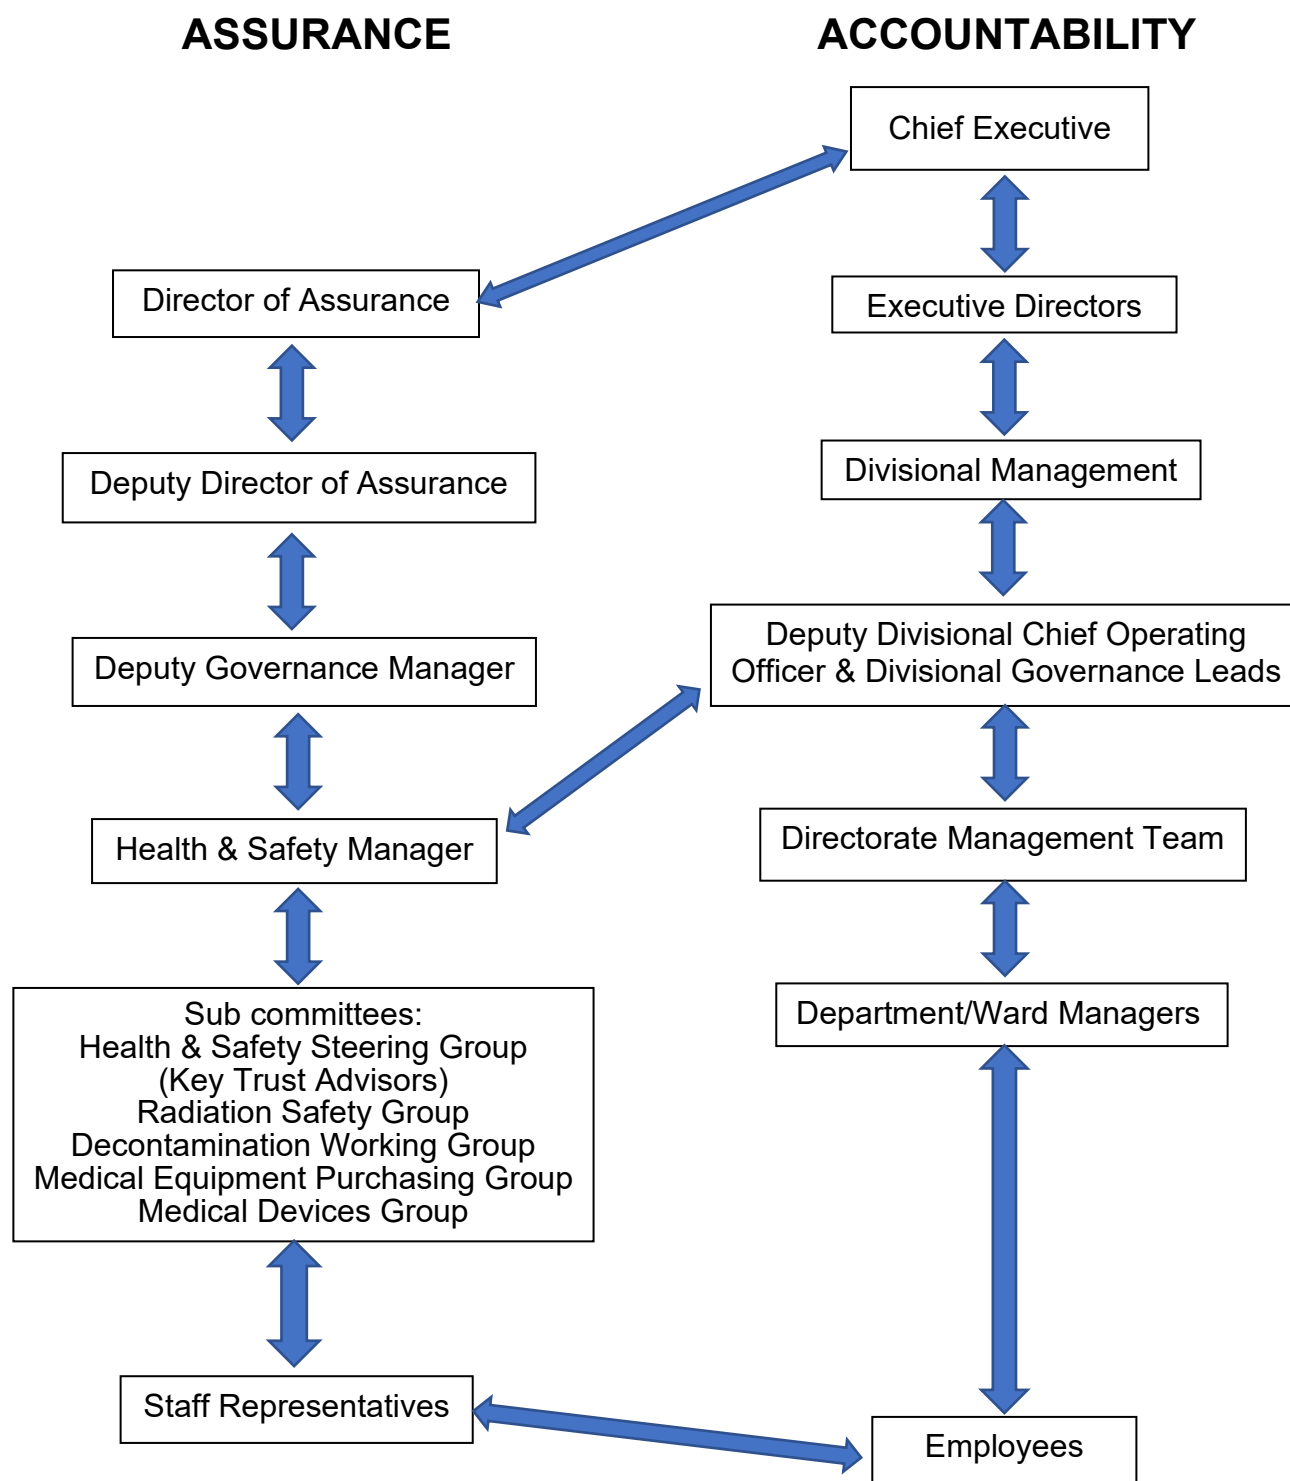 ASSURANCE
ACCOUNTABILITY
Chief Executive
Director of Assurance
Executive Directors
Deputy Director of Assurance
Divisional Management
Deputy Governance Manager
Deputy Divisional Chief Operating
Officer & Divisional Governance Leads
Health & Safety Manager
Directorate Management Team
Sub committees:
Health & Safety Steering Group
(Key Trust Advisors)
Radiation Safety Group
Decontamination Working Group
Medical Equipment Purchasing Group
Medical Devices Group
Department/Ward Managers
Staff Representatives
Employees